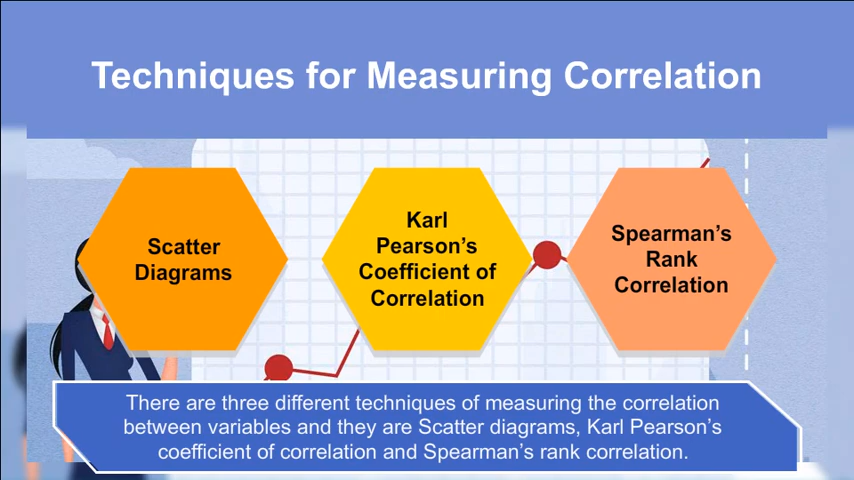 Techniques for Measuring Correlation
Scatter
Diagrams
Karl
Pearson’s
Coefficient of
Correlation
Spearman’s
Rank
Correlation
There are three different techniques of measuring the correlation
between variables and they are Scatter diagrams, Karl Pearson’s
coefficient of correlation and Spearman’s rank correlation.